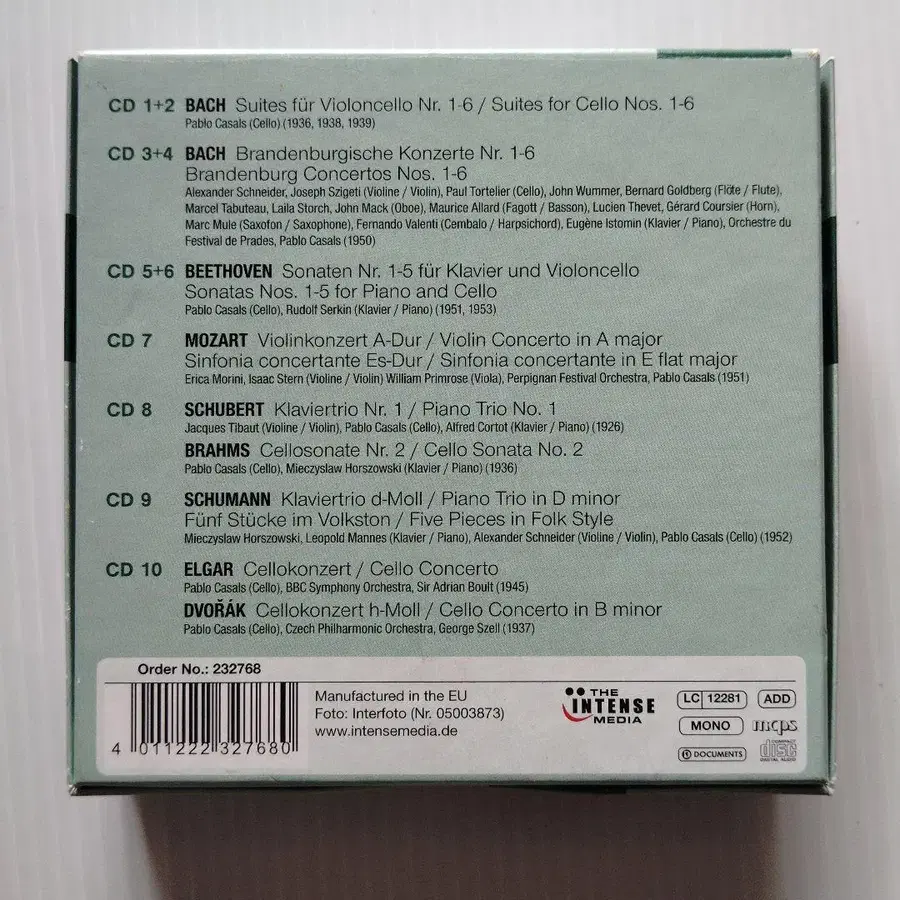 CD 1+2 BACH Suites für Violoncello Nr. 1-6 / Suites for Cello Nos. 1-6
Pablo Casals (Cello) (1936, 1938, 1939)
CD 3+4 BACH Brandenburgische Konzerte Nr. 1-6
Brandenburg Concertos Nos. 1-6
Alexander Schneider, Joseph Szigeti (Violine / Violin), Paul Tortelier (Cello), John Wummer, Bernard Goldberg (Flöte / Flute),
Marcel Tabuteau, Laila Storch, John Mack (Oboe), Maurice Allard (Fagott / Basson), Lucien Thevet, Gérard Coursier (Horn),
Marc Mule (Saxofon / Saxophone), Fernando Valenti (Cembalo / Harpsichord), Eugène Istomin (Klavier / Piano), Orchestre du
Festival de Prades, Pablo Casals (1950)
CD 5+6 BEETHOVEN Sonaten Nr. 1-5 für Klavier und Violoncello
Sonatas Nos. 1-5 for Piano and Cello
Pablo Casals (Cello), Rudolf Serkin (Klavier / Piano) (1951, 1953)
CD 7 MOZART Violinkonzert A-Dur / Violin Concerto in A major
Sinfonia concertante Es-Dur / Sinfonia concertante in E flat major
Erica Morini, Isaac Stern (Violine / Violin) William Primrose (Viola), Perpignan Festival Orchestra, Pablo Casals (1951)
CD 8 SCHUBERT Klaviertrio Nr. 1 / Piano Trio No. 1
Jacques Tibaut (Violine / Violin), Pablo Casals (Cello), Alfred Cortot (Klavier / Piano) (1926)
BRAHMS Cellosonate Nr. 2 / Cello Sonata No. 2
Pablo Casals (Cello), Mieczyslaw Horszowski (Klavier / Piano) (1936)
CD 9 SCHUMANN Klaviertrio d-Moll / Piano Trio in D minor
Fünf Stücke im Volkston / Five Pieces in Folk Style
Mieczyslaw Horszowski, Leopold Mannes (Klavier / Piano), Alexander Schneider (Violine / Violin), Pablo Casals (Cello) (1952)
CD 10 ELGAR Cellokonzert / Cello Concerto
Pablo Casals (Cello), BBC Symphony Orchestra, Sir Adrian Boult (1945)
DVOŘÁK Cellokonzert h-Moll / Cello Concerto in B minor
Pablo Casals (Cello), Czech Philharmonic Orchestra, George Szell (1937)
Order No.: 232768
4 011222 327680
Manufactured in the EU
Foto: Interfoto (Nr. 05003873)
www.intensemedia.de
THE
INTENSE
MEDIA
LC 12281 ADD
MONO mcps
DOCUMENTS
COMPACT
disc
DIGITAL AUDIO